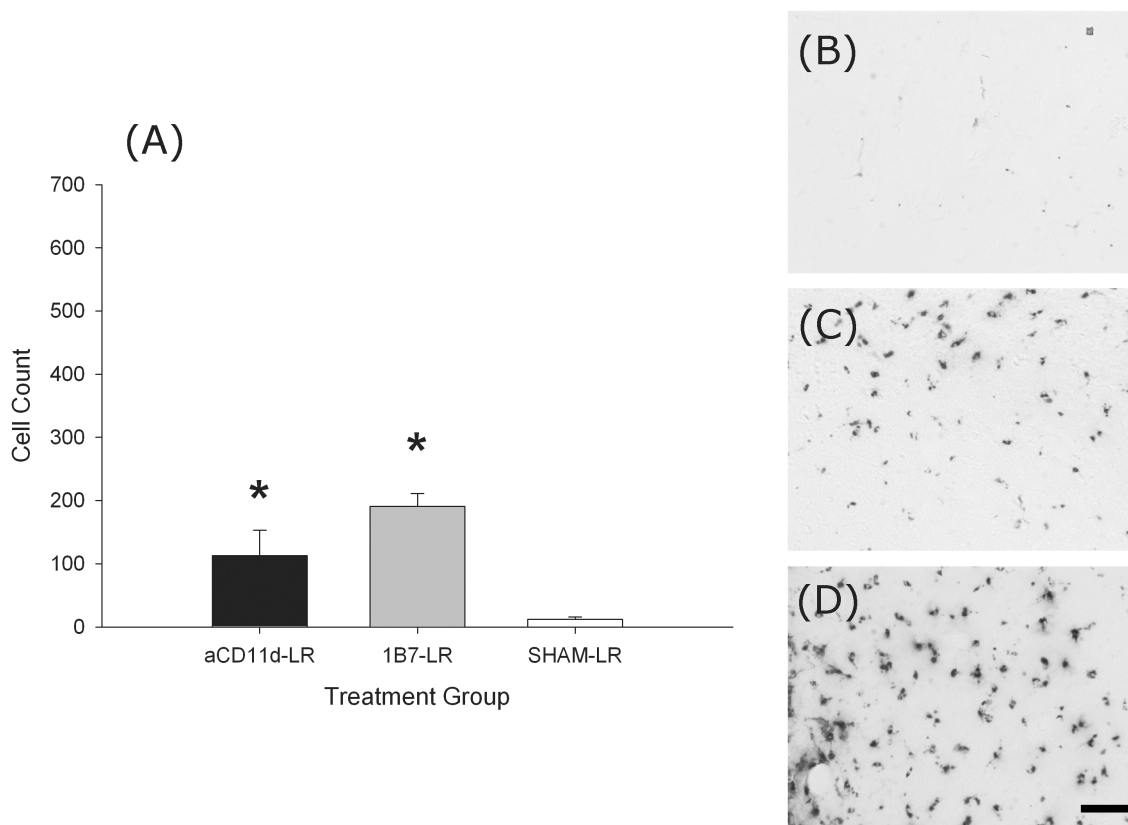 (A)
700
600
500
400
300
200
100
0
Cell Count
*
*
aCD11d-LR 1B7-LR SHAM-LR
Treatment Group
(B)
(C)
(D)